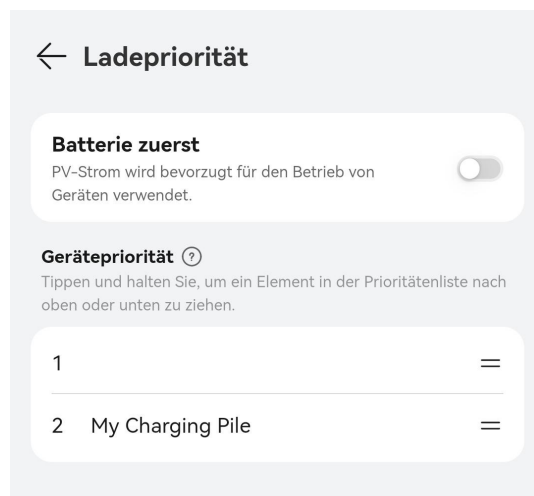 Ladepriorität
Batterie zuerst
PV-Strom wird bevorzugt für den Betrieb von
Geräten verwendet.
Gerätepriorität ?
Tippen und halten Sie, um ein Element in der Prioritätenliste nach
oben oder unten zu ziehen.
1
2 My Charging Pile